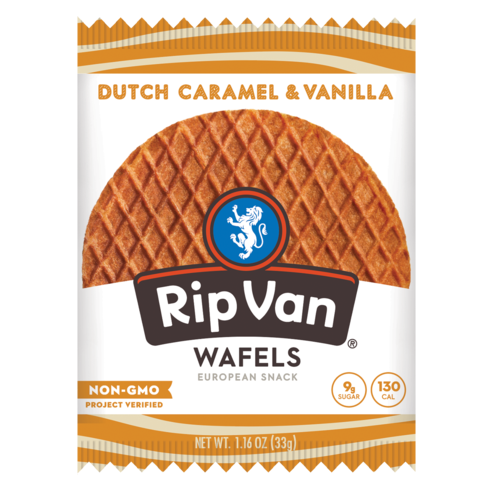 DUTCH CARAMEL & VANILLA
Rip Van
®
WAFELS
EUROPEAN SNACK
NON-GMO
PROJECT VERIFIED
9g
SUGAR
130
CAL
NET WT. 1.16 OZ (33g)